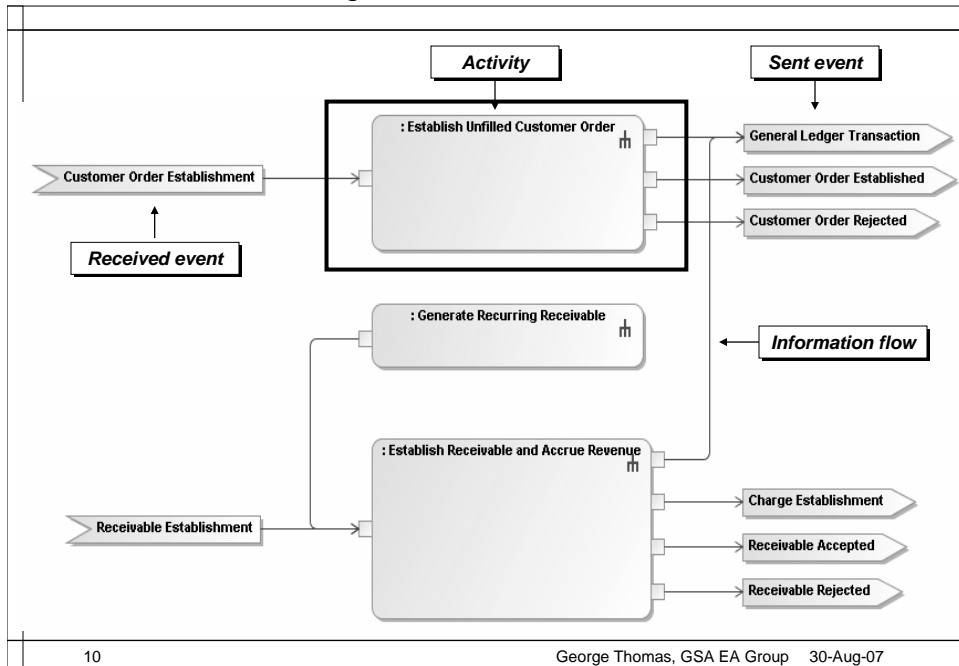 Activity
Sent event
: Establish Unfilled Customer Order
General Ledger Transaction
Customer Order Establishment
Customer Order Established
Customer Order Rejected
Received event
: Generate Recurring Receivable
Information flow
: Establish Receivable and Accrue Revenue
Charge Establishment
Receivable Establishment
Receivable Accepted
Receivable Rejected
10
George Thomas, GSA EA Group 30-Aug-07